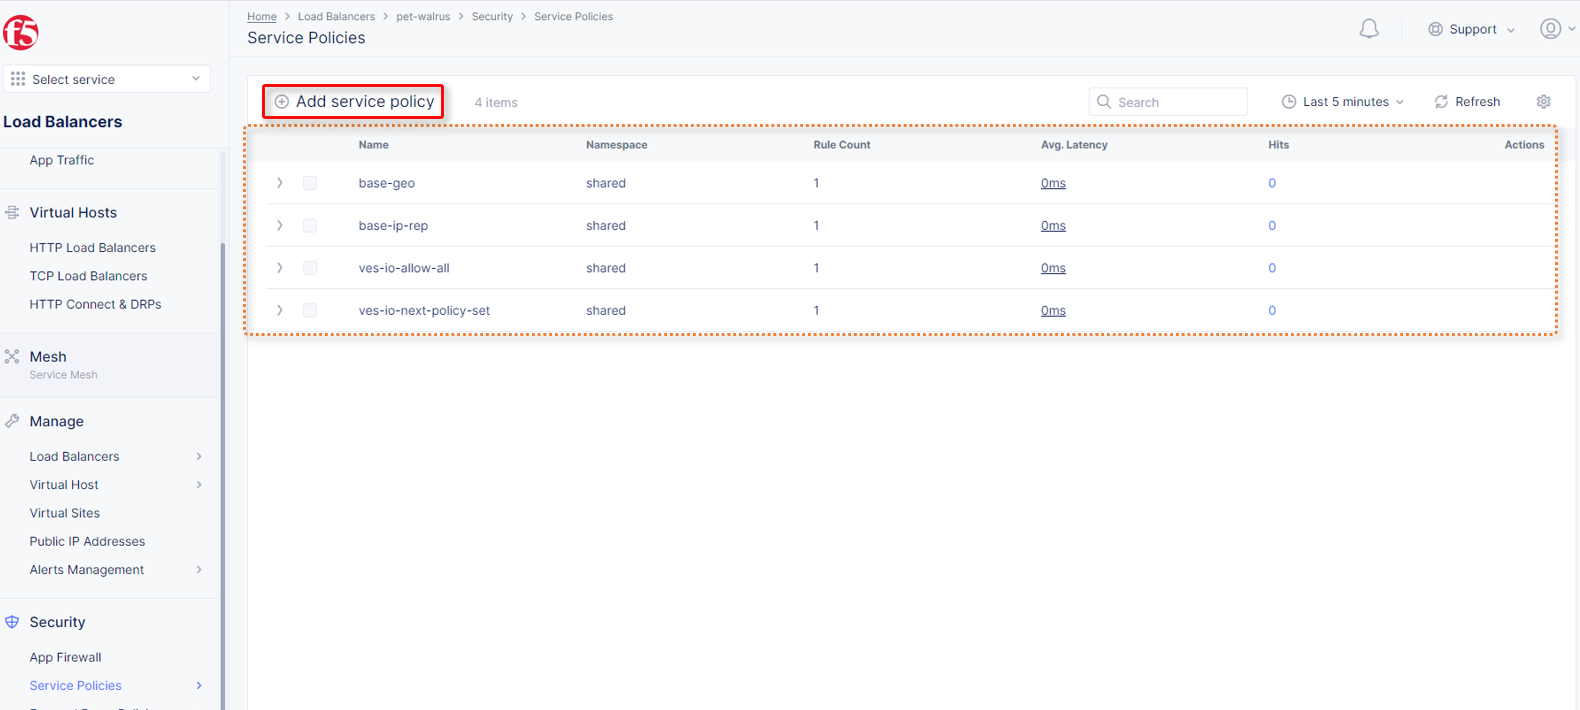 Home > Load Balancers > pet-walrus > Security > Service Policies
Service Policies
Support
f5
Select service
Load Balancers
App Traffic
Virtual Hosts
HTTP Load Balancers
TCP Load Balancers
HTTP Connect & DRPs
Mesh
Service Mesh
Manage
Load Balancers
Virtual Host
Virtual Sites
Public IP Addresses
Alerts Management
Security
App Firewall
Service Policies
Add service policy 4 items Search Last 5 minutes Refresh
Name Namespace Rule Count Avg. Latency Hits Actions
base-geo shared 1 0ms 0
base-ip-rep shared 1 0ms 0
ves-io-allow-all shared 1 0ms 0
ves-io-next-policy-set shared 1 0ms 0